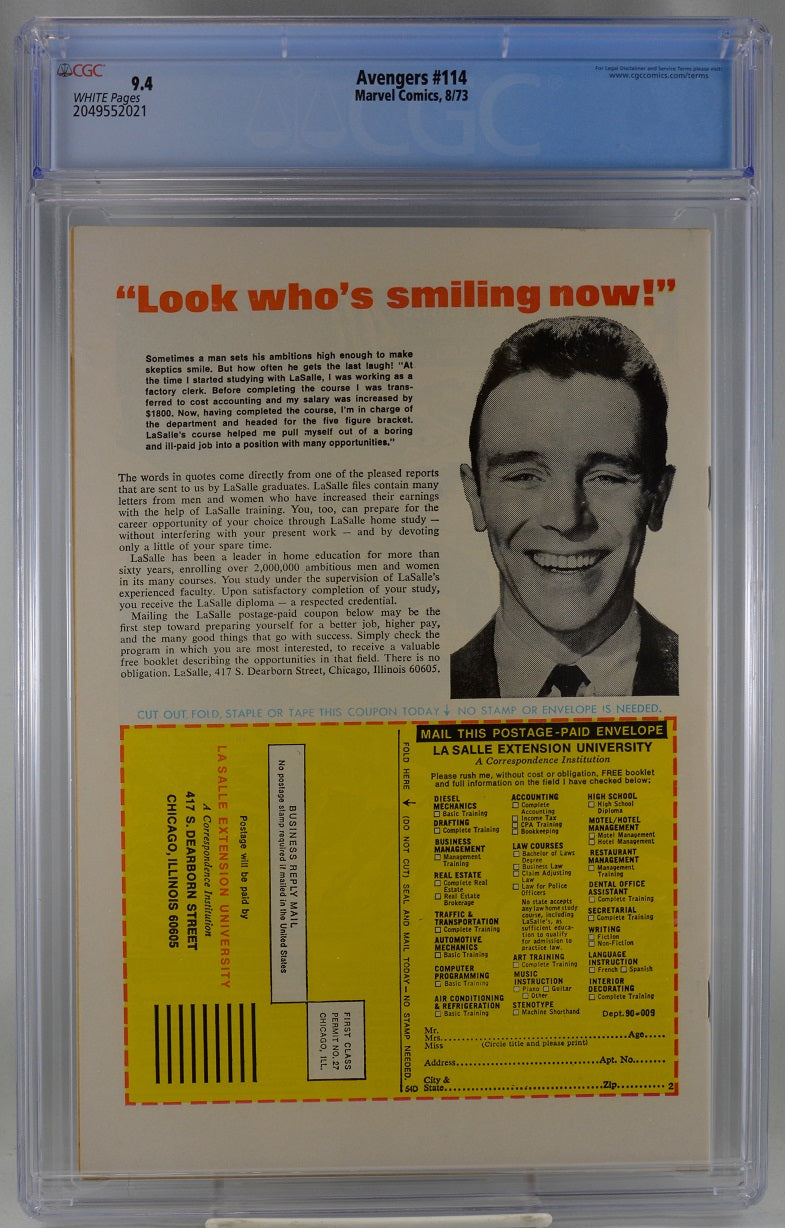 CGC
9.4
WHITE Pages
2049552021
Avengers #114
Marvel Comics, 8/73
For Legal Disclaimer and Service Terms please visit:
www.cgccomics.com/terms
CGC
“Look who’s smiling now!”
Sometimes a man sets his ambitions high enough to make
skeptics smile. But how often he gets the last laugh! "At
the time I started studying with LaSalle, I was working as a
factory clerk. Before completing the course I was trans-
ferred to cost accounting and my salary was increased by
$1800. Now, having completed the course, I'm in charge of
the department and headed for the five figure bracket.
LaSalle's course helped me pull myself out of a boring
and ill-paid job into a position with many opportunities."
The words in quotes come directly from one of the pleased reports
that are sent to us by LaSalle graduates. LaSalle files contain many
letters from men and women who have increased their earnings
with the help of LaSalle training. You, too, can prepare for the
career opportunity of your choice through LaSalle home study —
without interfering with your present work — and by devoting
only a little of your spare time.
LaSalle has been a leader in home education for more than
sixty years, enrolling over 2,000,000 ambitious men and women
in its many courses. You study under the supervision of LaSalle's
experienced faculty. Upon satisfactory completion of your study,
you receive the LaSalle diploma — a respected credential.
Mailing the LaSalle postage-paid coupon below may be the
first step toward preparing yourself for a better job, higher pay,
and the many good things that go with success. Simply check the
program in which you are most interested, to receive a valuable
free booklet describing the opportunities in that field. There is no
obligation. LaSalle, 417 S. Dearborn Street, Chicago, Illinois 60605.
CUT OUT, FOLD, STAPLE OR TAPE THIS COUPON TODAY ↓ NO STAMP OR ENVELOPE IS NEEDED.
FIRST CLASS
PERMIT NO. 27
CHICAGO, ILL.
BUSINESS REPLY MAIL
No postage stamp required if mailed in the United States
Postage will be paid by
LA SALLE EXTENSION UNIVERSITY
A Correspondence Institution
417 S. DEARBORN STREET
CHICAGO, ILLINOIS 60605
FOLD HERE ↓ (DO NOT CUT) SEAL AND MAIL TODAY — NO STAMP NEEDED.
54D
MAIL THIS POSTAGE-PAID ENVELOPE
LA SALLE EXTENSION UNIVERSITY
A Correspondence Institution
Please rush me, without cost or obligation, FREE booklet
and full information on the field I have checked below:
DIESEL
MECHANICS
☐ Basic Training
DRAFTING
☐ Complete Training
BUSINESS
MANAGEMENT
☐ Management
Training
REAL ESTATE
☐ Complete Real
Estate
☐ Real Estate
Brokerage
TRAFFIC &
TRANSPORTATION
☐ Complete Training
AUTOMOTIVE
MECHANICS
☐ Basic Training
COMPUTER
PROGRAMMING
☐ Basic Training
AIR CONDITIONING
& REFRIGERATION
☐ Basic Training
ACCOUNTING
☐ Complete
Accounting
☐ Income Tax
☐ CPA Training
☐ Bookkeeping
LAW COURSES
☐ Bachelor of Laws
Degree
☐ Business Law
☐ Claim Adjusting
Law
☐ Law for Police
Officers
No state accepts
any law home study
course, including
LaSalle's, as
sufficient educa-
tion to qualify
for admission to
practice law.
ART TRAINING
☐ Complete Training
MUSIC
INSTRUCTION
☐ Piano ☐ Guitar
☐ Other
STENOTYPE
☐ Machine Shorthand
HIGH SCHOOL
☐ High School
Diploma
MOTEL/HOTEL
MANAGEMENT
☐ Motel Management
☐ Hotel Management
RESTAURANT
MANAGEMENT
☐ Management
Training
DENTAL OFFICE
ASSISTANT
☐ Complete Training
SECRETARIAL
☐ Complete Training
WRITING
☐ Fiction
☐ Non-Fiction
LANGUAGE
INSTRUCTION
☐ French ☐ Spanish
INTERIOR
DECORATING
☐ Complete Training
Dept. 90-009
Mr.
Mrs. Age
Miss (Circle title and please print)
Address Apt. No.
City &
State Zip 2